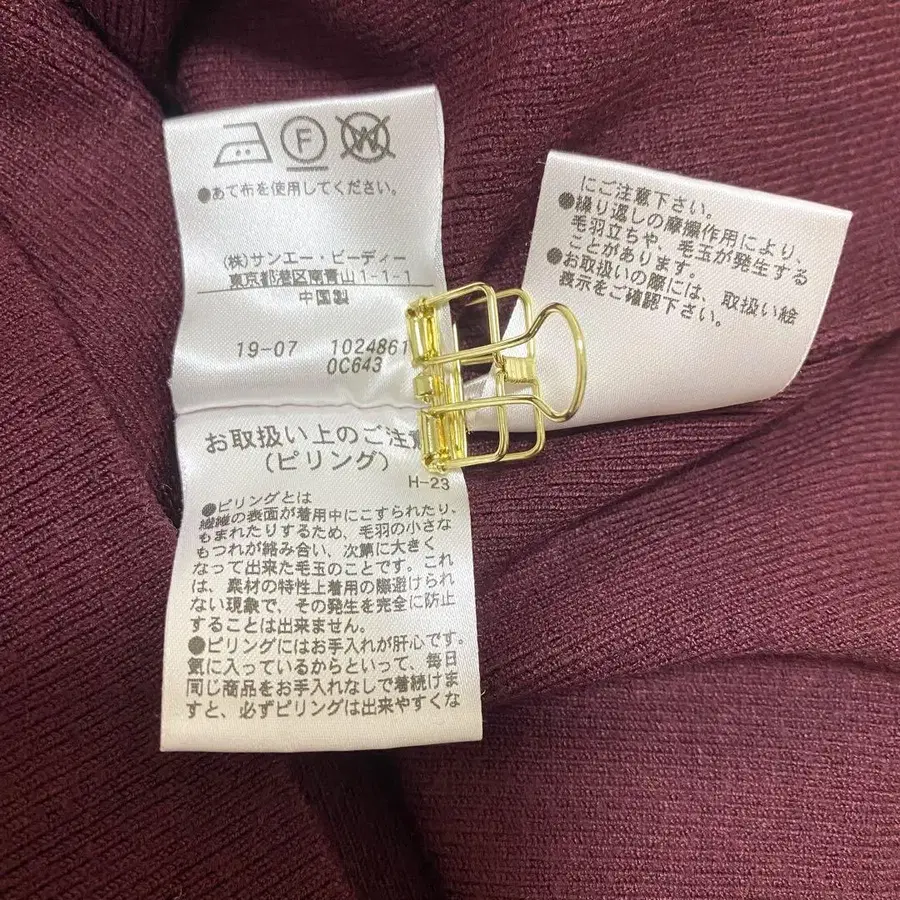 F W
●あて布を使用してください。
(株)サンエー・ビーディー
東京都港区南青山1-1-1
中国製
19-07 1024861
0C643
お取扱い上のご注意
(ピリング)
H-23
●ピリングとは
繊維の表面が着用中にこすられたり、
もまれたりするため、毛羽の小さな
もつれが絡み合い、次第に大きく
なって出来た毛玉のことです。これ
は、素材の特性上着用の際避けられ
ない現象で、その発生を完全に防止
することは出来ません。
●ピリングにはお手入れが肝心です。
気に入っているからといって、毎日
同じ商品をお手入れなしで着続けま
すと、必ずピリングは出来やすくな
にご注意下さい。
●繰り返しの摩擦作用により、
毛羽立ちや、毛玉が発生する
ことがあります。
●お取扱いの際には、取扱い絵
表示をご確認下さい。